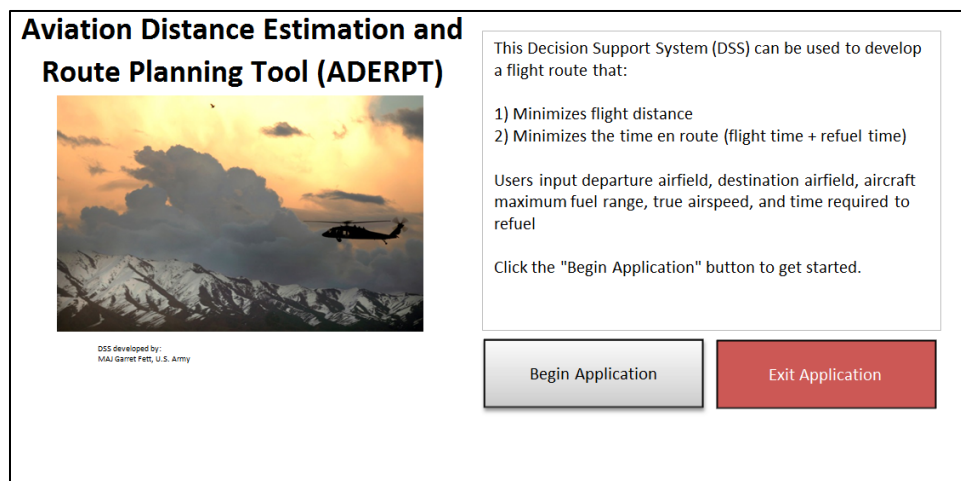 Aviation Distance Estimation and
Route Planning Tool (ADERPT)
DSS developed by:
MAJ Garret Fett, U.S. Army
This Decision Support System (DSS) can be used to develop
a flight route that:
1) Minimizes flight distance
2) Minimizes the time en route (flight time + refuel time)
Users input departure airfield, destination airfield, aircraft
maximum fuel range, true airspeed, and time required to
refuel
Click the "Begin Application" button to get started.
Begin Application
Exit Application